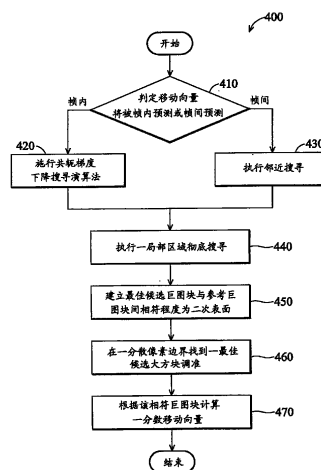 400
开始
410
判定移动向量
将被帧内预测或帧间预测
帧内
帧间
420
施行共轭梯度
下降搜寻演算法
430
执行邻近搜寻
执行一局部区域彻底搜寻
440
建立最佳候选巨图块与参考巨
图块间相符程度为二次表面
450
在一分散像素边界找到一最佳
候选大方块调准
460
根据该相符巨图块计算
一分数移动向量
470
结束